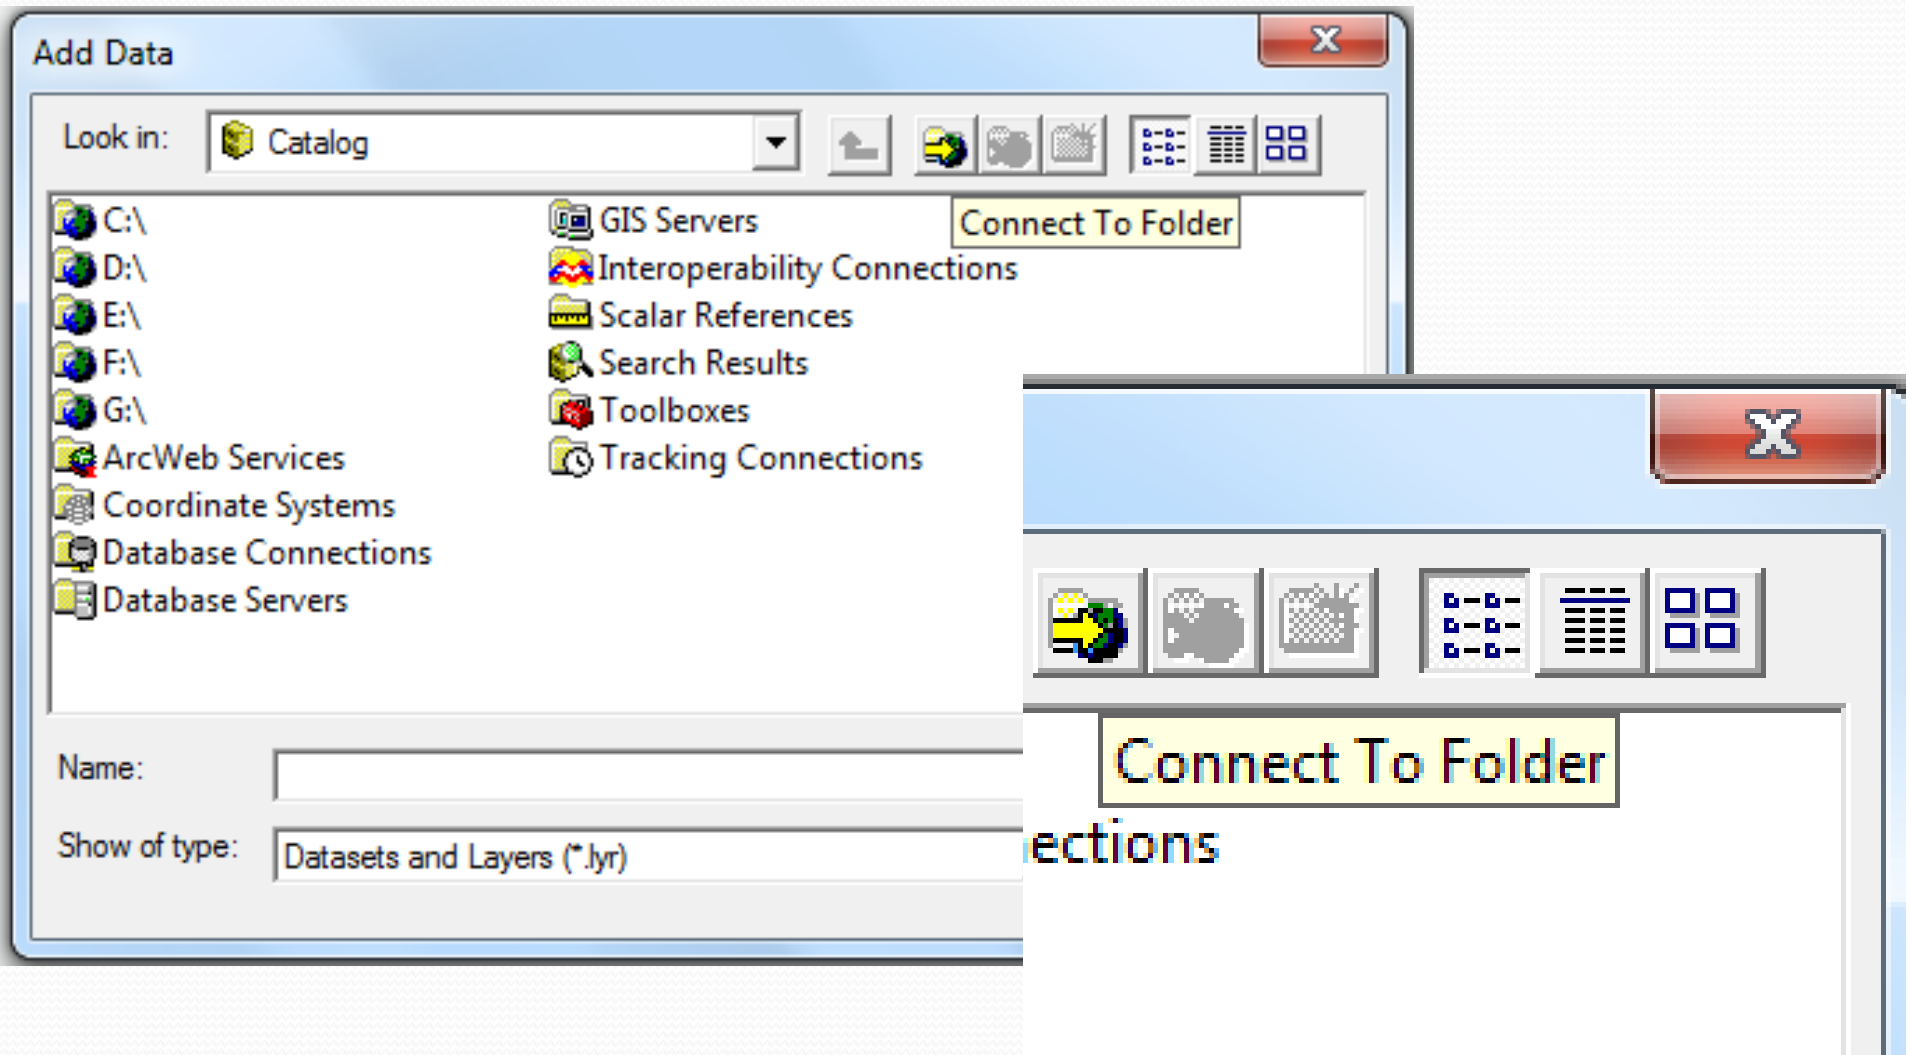 Add Data
Look in: Catalog
C:\
D:\
E:\
F:\
G:\
ArcWeb Services
Coordinate Systems
Database Connections
Database Servers
GIS Servers
Interoperability Connections
Scalar References
Search Results
Toolboxes
Tracking Connections
Connect To Folder
Name:
Show of type: Datasets and Layers (*.lyr)
Connect To Folder
ections